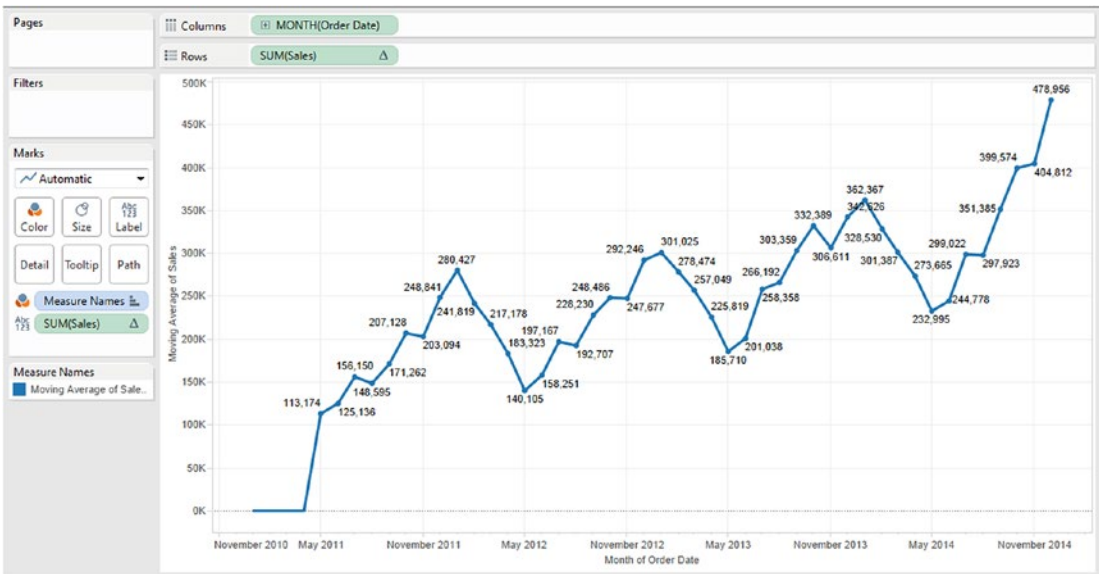 Pages
Columns
MONTH(Order Date)
Rows
SUM(Sales) Δ
Filters
Marks
Automatic
Color
Size
Abc
123
Label
Detail
Tooltip
Path
Measure Names
Abc
123
SUM(Sales) Δ
Measure Names
Moving Average of Sale..
Moving Average of Sales
500K
450K
400K
350K
300K
250K
200K
150K
100K
50K
0K
113,174
125,136
156,150
148,595
171,262
207,128
203,094
248,841
280,427
241,819
217,178
183,323
140,105
158,251
197,167
192,707
228,230
248,486
247,677
292,246
301,025
278,474
257,049
225,819
185,710
201,038
258,358
266,192
303,359
332,389
306,611
342,626
362,367
328,530
301,387
273,665
232,995
244,778
299,022
297,923
351,385
399,574
404,812
478,956
November 2010
May 2011
November 2011
May 2012
November 2012
May 2013
November 2013
May 2014
November 2014
Month of Order Date